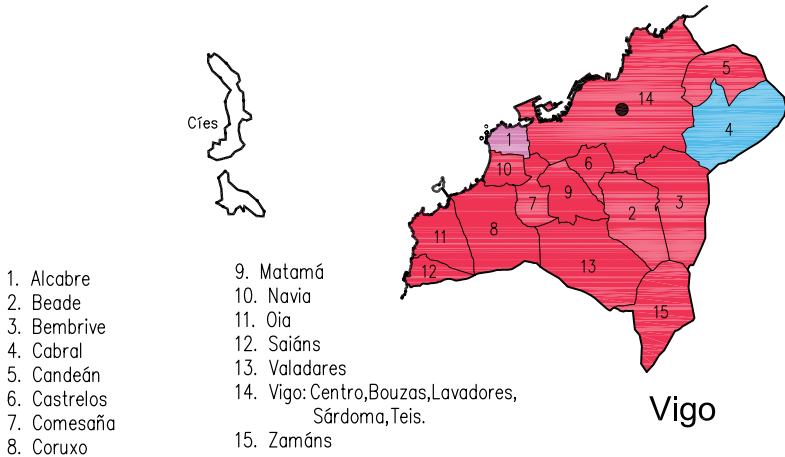 Cíes
5
14
4
1
10
6
9
7
2
3
8
11
12
13
15
1. Alcabre
2. Beade
3. Bembrive
4. Cabral
5. Candeán
6. Castrelos
7. Comesaña
8. Coruxo
9. Matamá
10. Navia
11. Oia
12. Saiáns
13. Valadares
14. Vigo: Centro,Bouzas,Lavadores,
Sárdoma,Teis.
15. Zamáns
Vigo